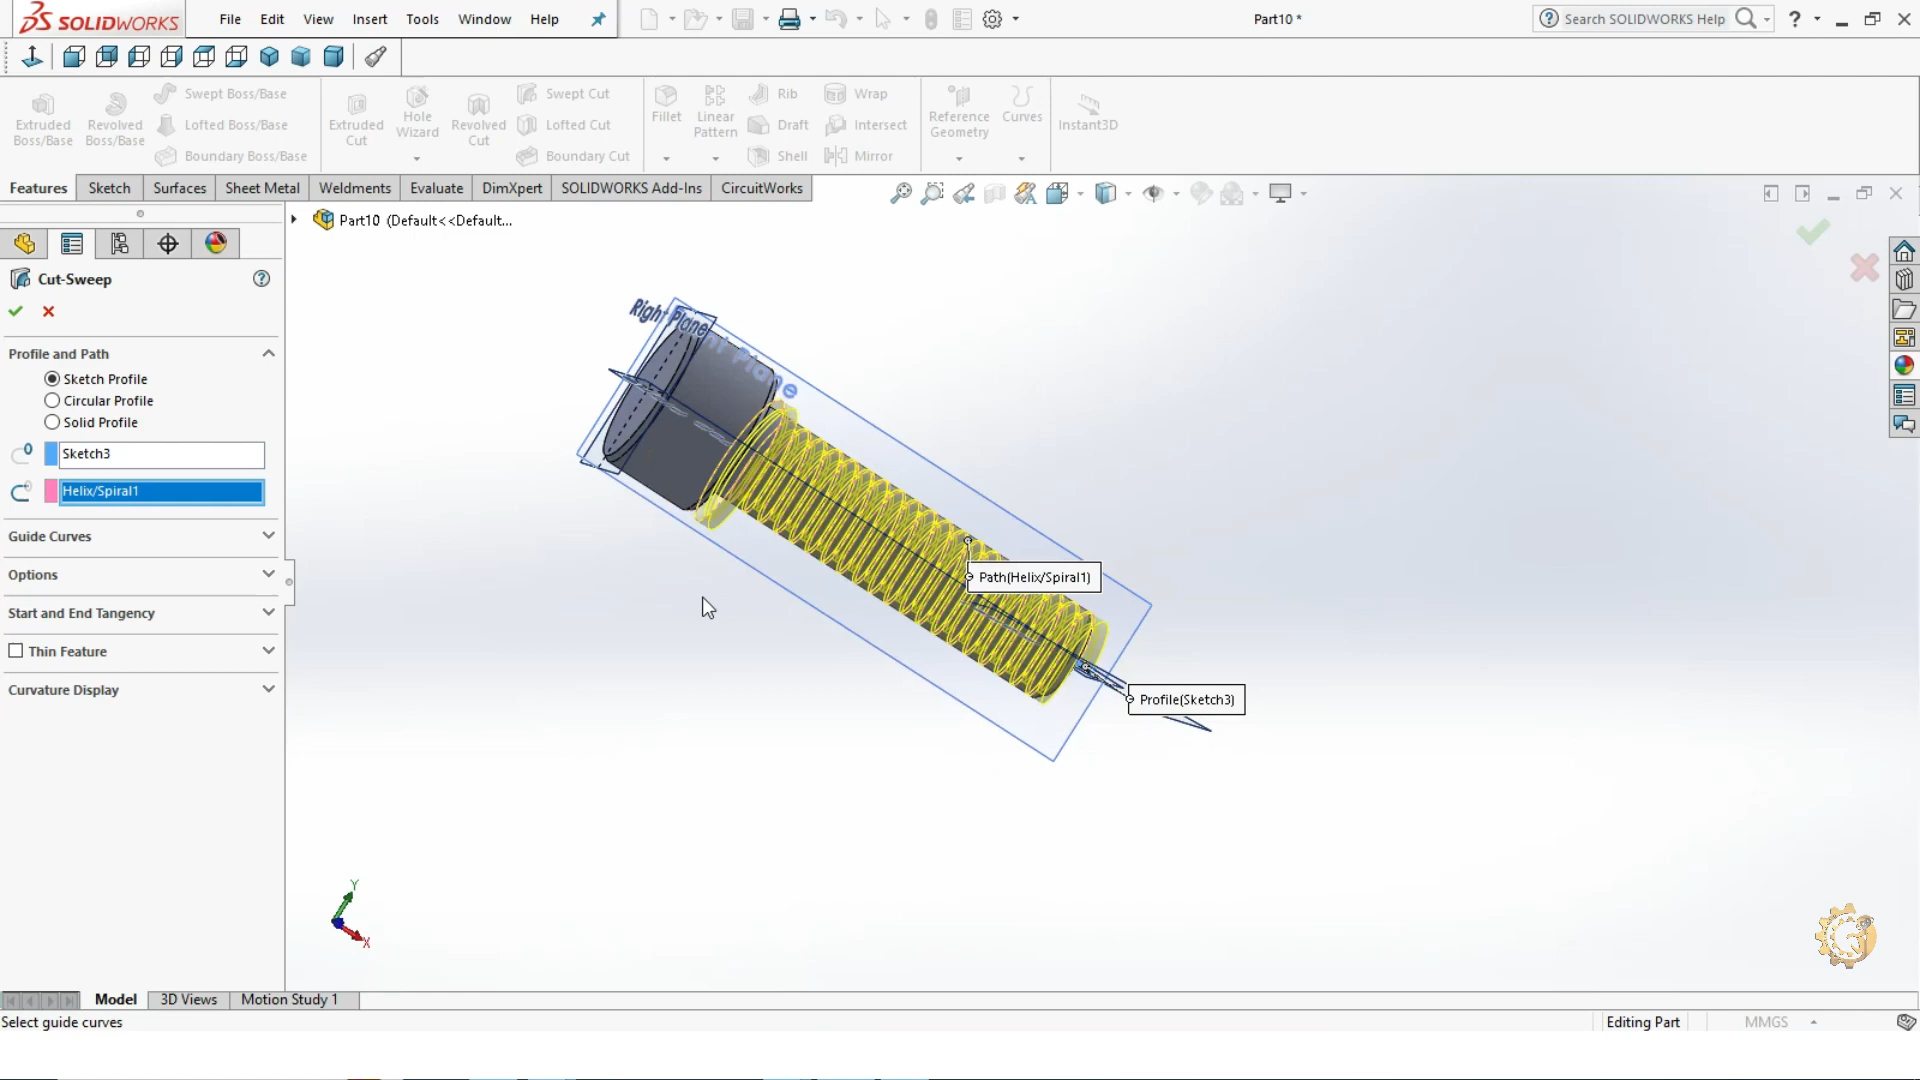 SOLIDWORKS File Edit View Insert Tools Window Help Part10 * Search SOLIDWORKS Help ?
Extruded Boss/Base
Revolved Boss/Base
Swept Boss/Base
Lofted Boss/Base
Boundary Boss/Base
Extruded Cut
Hole Wizard
Revolved Cut
Swept Cut
Lofted Cut
Boundary Cut
Fillet
Linear Pattern
Rib
Draft
Shell
Wrap
Intersect
Mirror
Reference Geometry
Curves
Instant3D
Features Sketch Surfaces Sheet Metal Weldments Evaluate DimXpert SOLIDWORKS Add-Ins CircuitWorks
Part10 (Default<<Default...
Cut-Sweep
Profile and Path
Sketch Profile
Circular Profile
Solid Profile
Sketch3
Helix/Spiral1
Guide Curves
Options
Start and End Tangency
Thin Feature
Curvature Display
Right Plane
Right Plane
Path(Helix/Spiral1)
Profile(Sketch3)
Y
X
Model 3D Views Motion Study 1
Select guide curves Editing Part MMGS